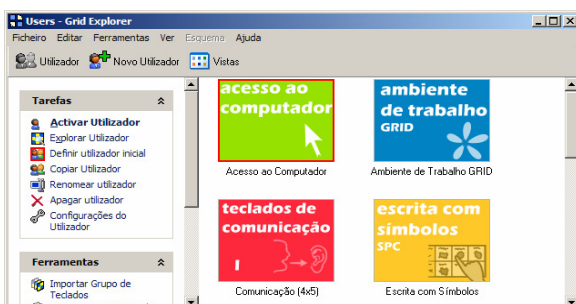 Users - Grid Explorer
Ficheiro Editar Ferramentas Ver Esquema Ajuda
Utilizador Novo Utilizador Vistas
Tarefas
Activar Utilizador
Explorar Utilizador
Definir utilizador inicial
Copiar Utilizador
Renomear utilizador
Apagar utilizador
Configurações do
Utilizador
Ferramentas
Importar Grupo de
Teclados
acesso ao
computador
Acesso ao Computador
ambiente
de trabalho
GRID
Ambiente de Trabalho GRID
teclados de
comunicação
1
Comunicação (4x5)
escrita com
símbolos
SPC
Escrita com Símbolos